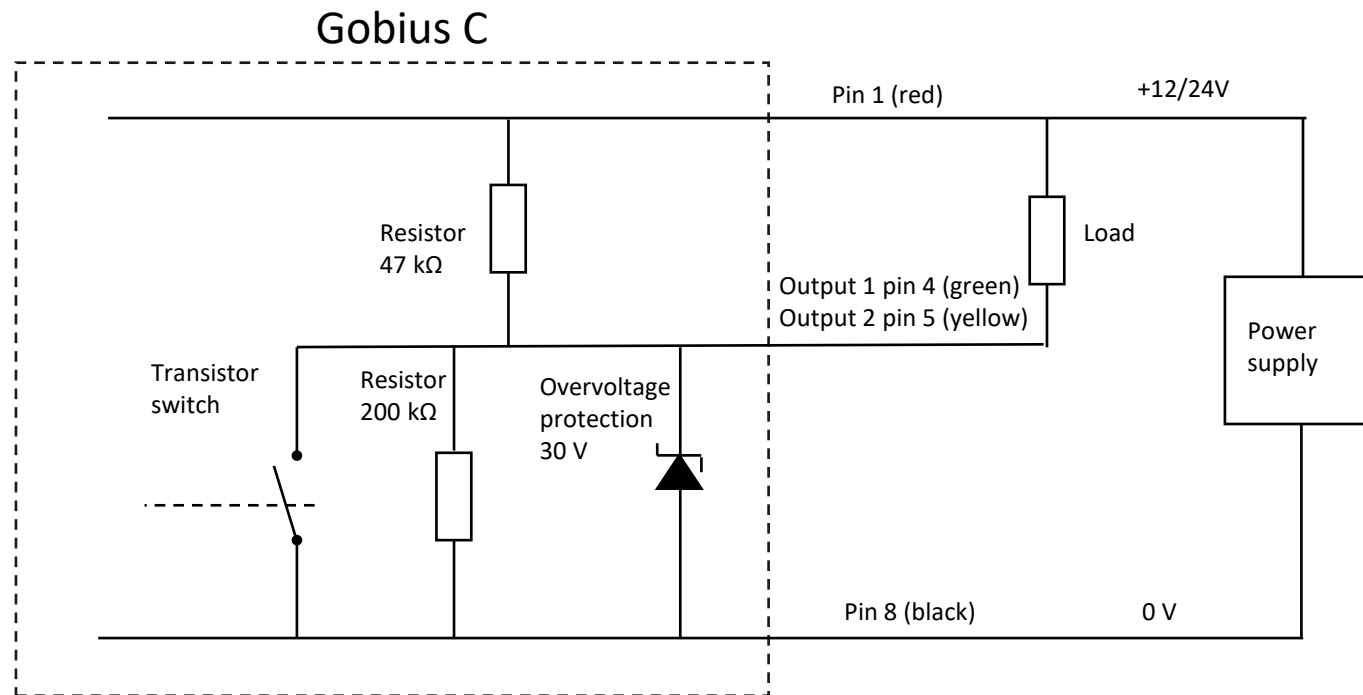 Gobius C
Pin 1 (red)
+12/24V
Resistor
47 kΩ
Load
Output 1 pin 4 (green)
Output 2 pin 5 (yellow)
Power
supply
Transistor
switch
Resistor
200 kΩ
Overvoltage
protection
30 V
Pin 8 (black)
0 V